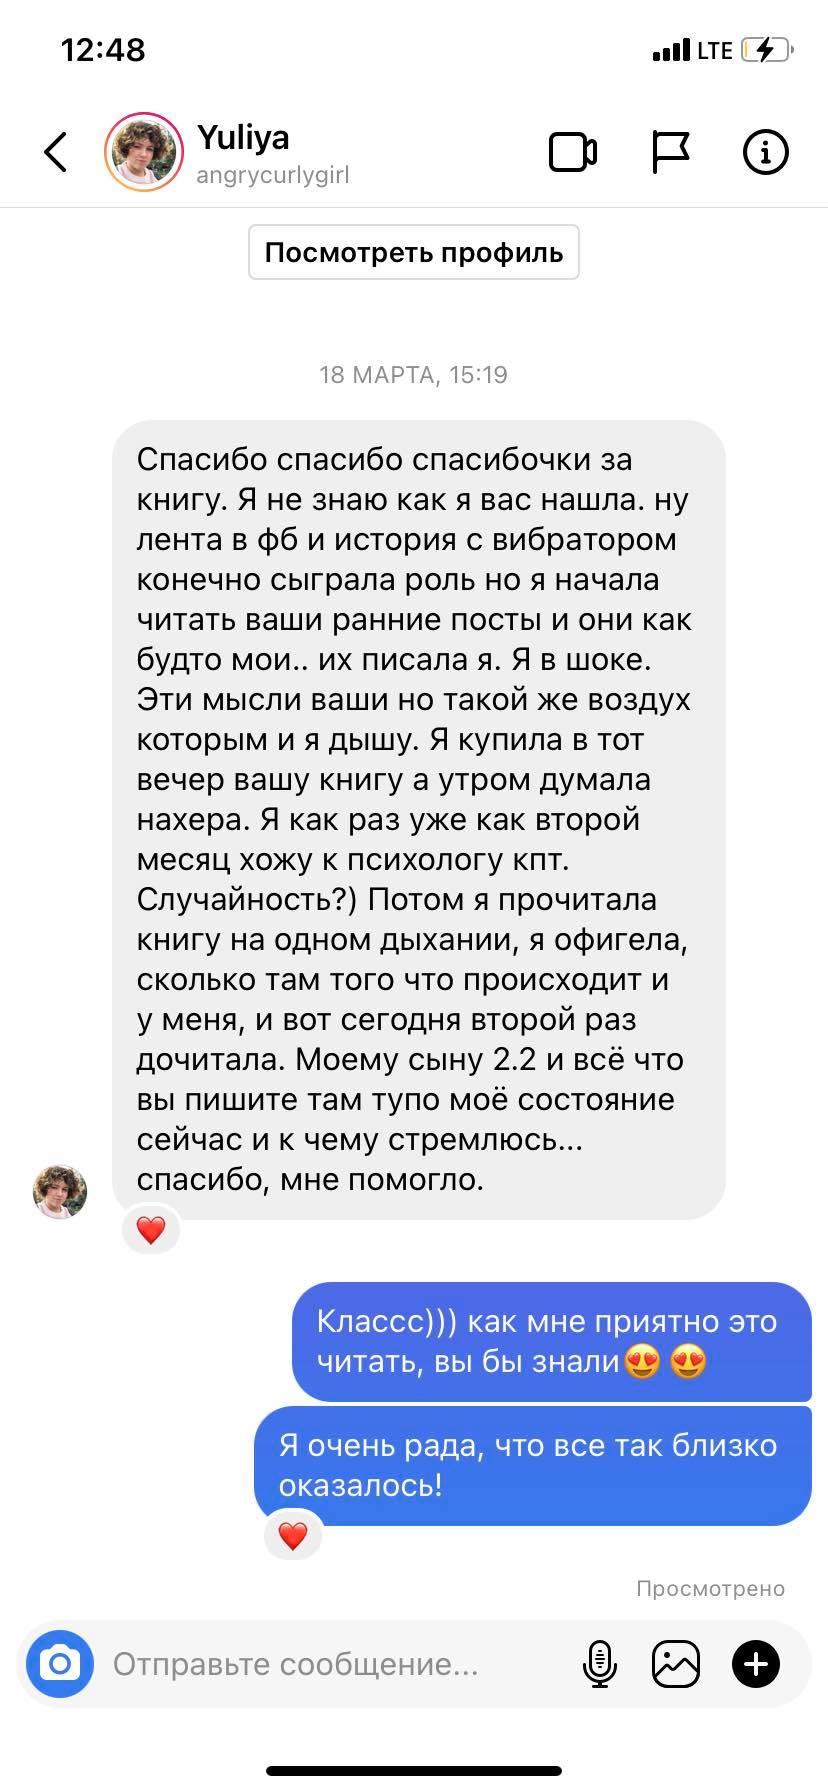 12:48
LTE
Yuliya
angrycurlygirl
Посмотреть профиль
18 МАРТА, 15:19
Спасибо спасибо спасибочки за
книгу. Я не знаю как я вас нашла. ну
лента в фб и история с вибратором
конечно сыграла роль но я начала
читать ваши ранние посты и они как
будто мои.. их писала я. Я в шоке.
Эти мысли ваши но такой же воздух
которым и я дышу. Я купила в тот
вечер вашу книгу а утром думала
нахера. Я как раз уже как второй
месяц хожу к психологу кпт.
Случайность?) Потом я прочитала
книгу на одном дыхании, я офигела,
сколько там того что происходит и
у меня, и вот сегодня второй раз
дочитала. Моему сыну 2.2 и всё что
вы пишите там тупо моё состояние
сейчас и к чему стремлюсь...
спасибо, мне помогло.
Классс))) как мне приятно это
читать, вы бы знали😍 😍
Я очень рада, что все так близко
оказалось!
Просмотрено
Отправьте сообщение...